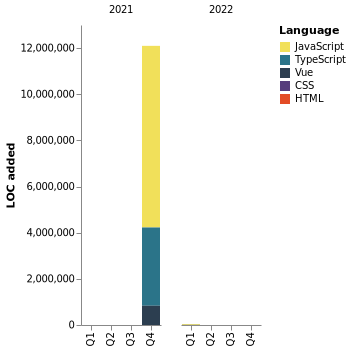 2021 2022
Language
JavaScript
TypeScript
Vue
CSS
HTML
LOC added
12,000,000
10,000,000
8,000,000
6,000,000
4,000,000
2,000,000
0
Q1 Q2 Q3 Q4 Q1 Q2 Q3 Q4